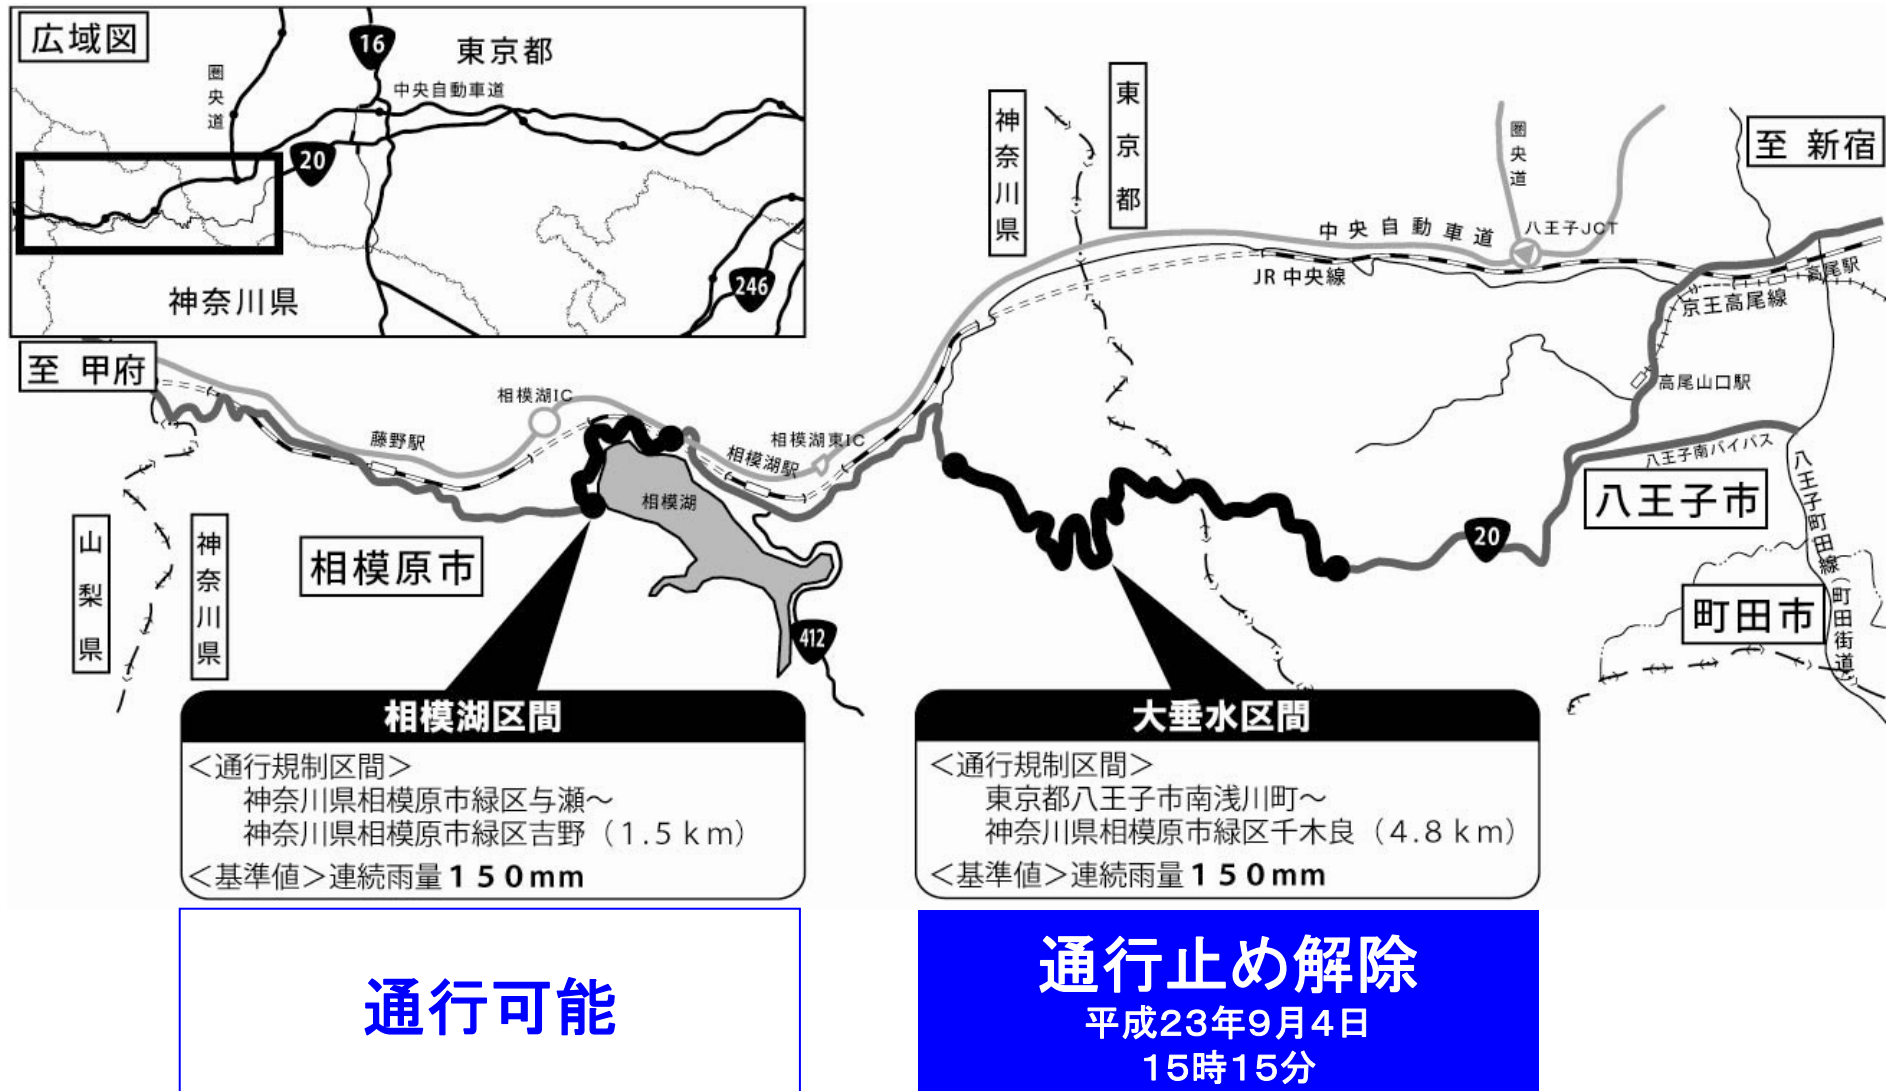 広域図
16
東京都
圏央道
中央自動車道
20
246
神奈川県
神奈川県
東京都
圏央道
至 新宿
中央自動車道
八王子JCT
JR 中央線
高尾駅
京王高尾線
至 甲府
高尾山口駅
相模湖IC
藤野駅
相模湖東IC
相模湖駅
八王子南バイパス
相模湖
八王子市
八王子町田線(町田街道)
20
山梨県
神奈川県
相模原市
町田市
412
相模湖区間
<通行規制区間>
神奈川県相模原市緑区与瀬～
神奈川県相模原市緑区吉野（1.5ｋｍ）
<基準値>連続雨量１５０mm
大垂水区間
<通行規制区間>
東京都八王子市南浅川町～
神奈川県相模原市緑区千木良（4.8ｋｍ）
<基準値>連続雨量１５０mm
通行可能
通行止め解除
平成23年9月4日
15時15分